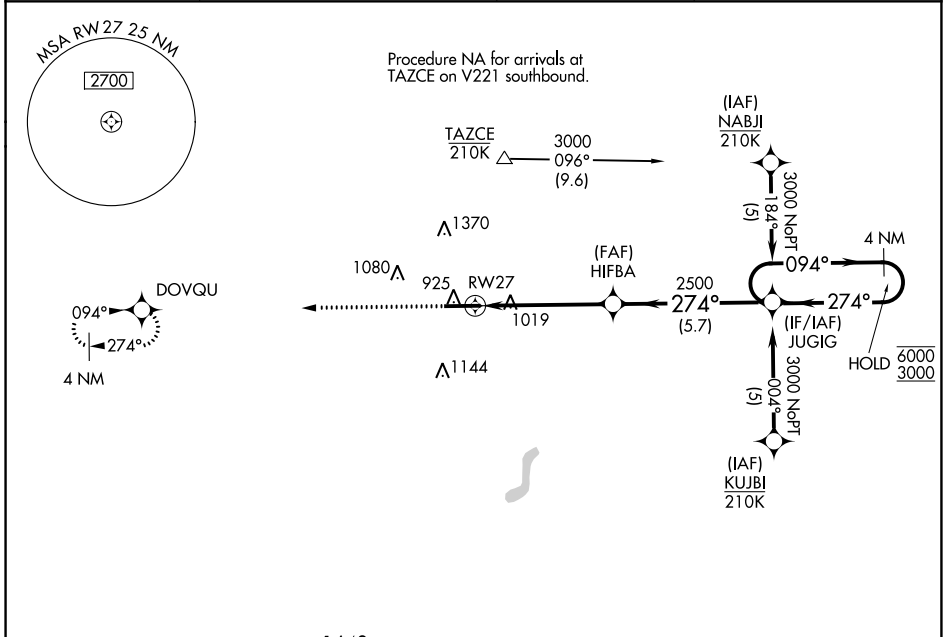 MSA RW27 25 NM
2700
Procedure NA for arrivals at
TAZCE on V221 southbound.
TAZCE
210K
3000
096°
(9.6)
(IAF)
NABJI
210K
3000 NoPT
184°
(5)
1370
1080
925
RW27
1019
1144
(FAF)
HIFBA
2500
274°
(5.7)
094°
4 NM
274°
(IF/IAF)
JUGIG
HOLD
6000
3000
3000 NoPT
004°
(5)
(IAF)
KUJBI
210K
DOVQU
094°
274°
4 NM